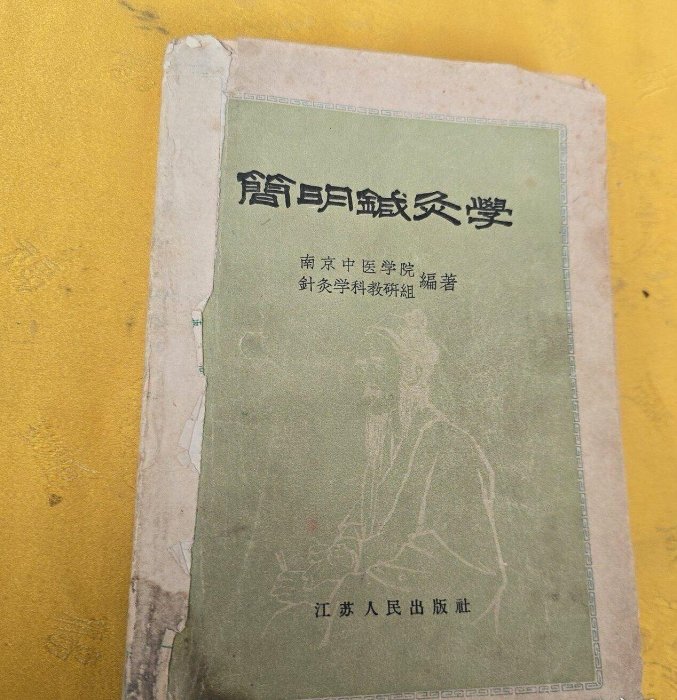 簡明鍼灸學
南京中医学院
針灸学科教研組 編著
江苏人民出版社